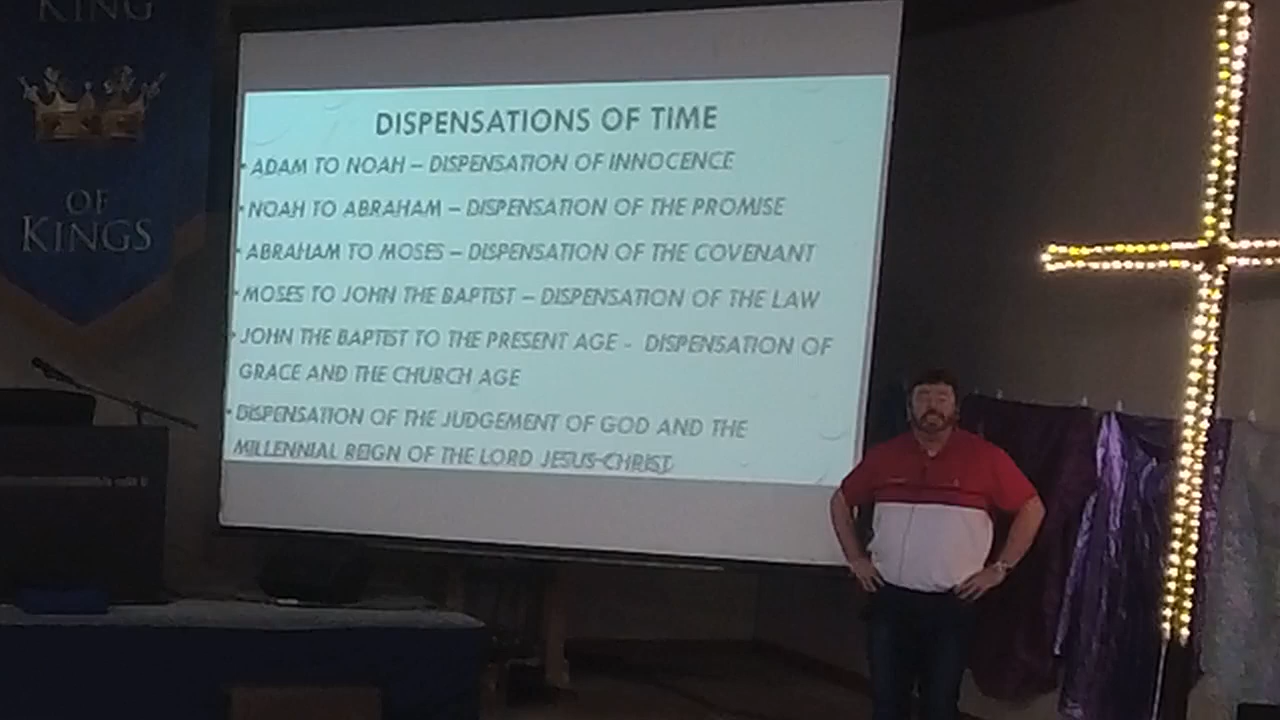 KING
OF
KINGS
DISPENSATIONS OF TIME
• ADAM TO NOAH – DISPENSATION OF INNOCENCE
• NOAH TO ABRAHAM – DISPENSATION OF THE PROMISE
• ABRAHAM TO MOSES – DISPENSATION OF THE COVENANT
• MOSES TO JOHN THE BAPTIST – DISPENSATION OF THE LAW
• JOHN THE BAPTIST TO THE PRESENT AGE - DISPENSATION OF
GRACE AND THE CHURCH AGE
• DISPENSATION OF THE JUDGEMENT OF GOD AND THE
MILLENNIAL REIGN OF THE LORD JESUS CHRIST